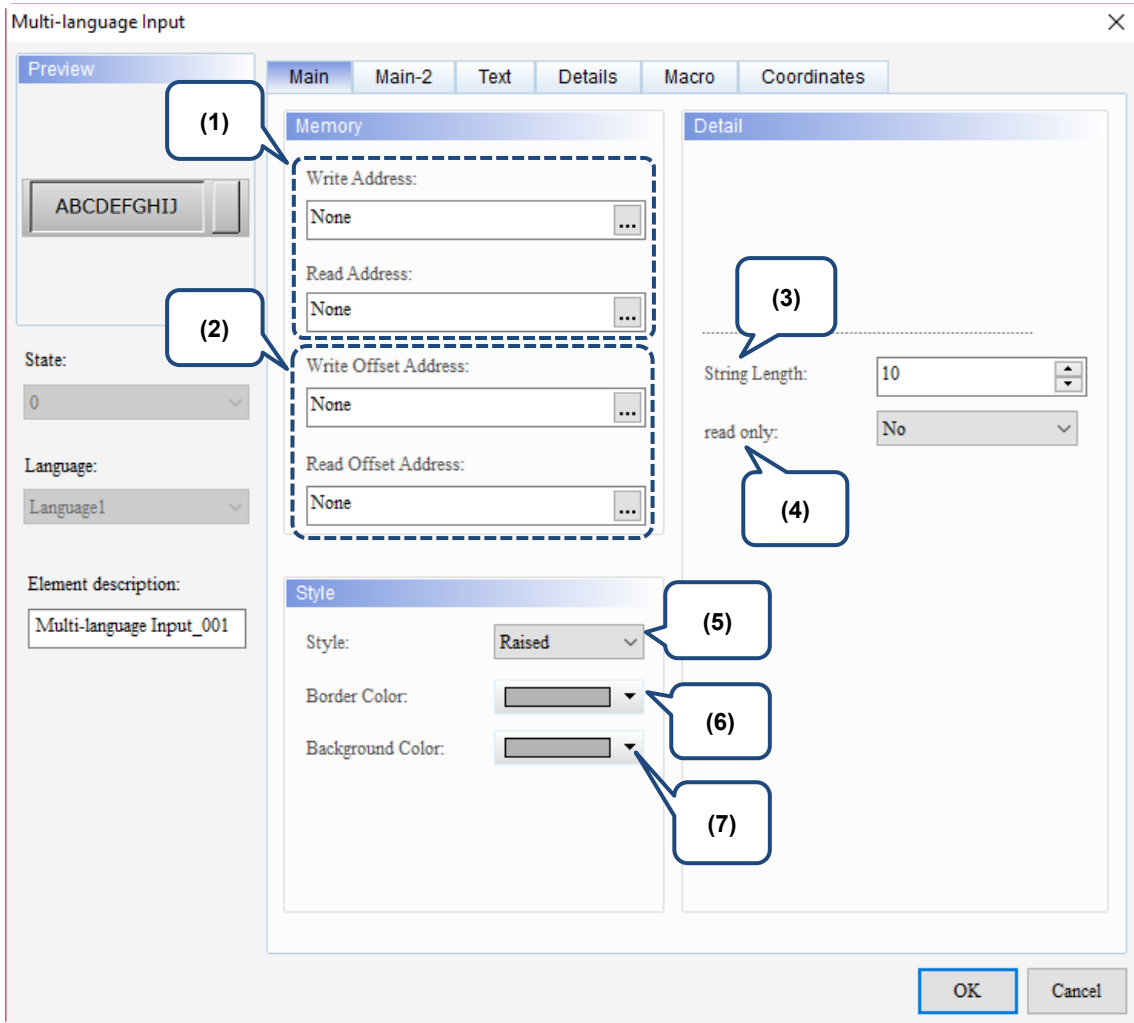 Multi-language Input
Preview
ABCDEFGHIJ
State:
0
Language:
Language1
Element description:
Multi-language Input_001
Main Main-2 Text Details Macro Coordinates
(1)
Memory
Write Address:
None
...
Read Address:
None
...
(2)
Write Offset Address:
None
...
Read Offset Address:
None
...
Detail
(3)
String Length:
10
read only:
No
(4)
Style
Style:
Raised
(5)
Border Color:
(6)
Background Color:
(7)
OK
Cancel